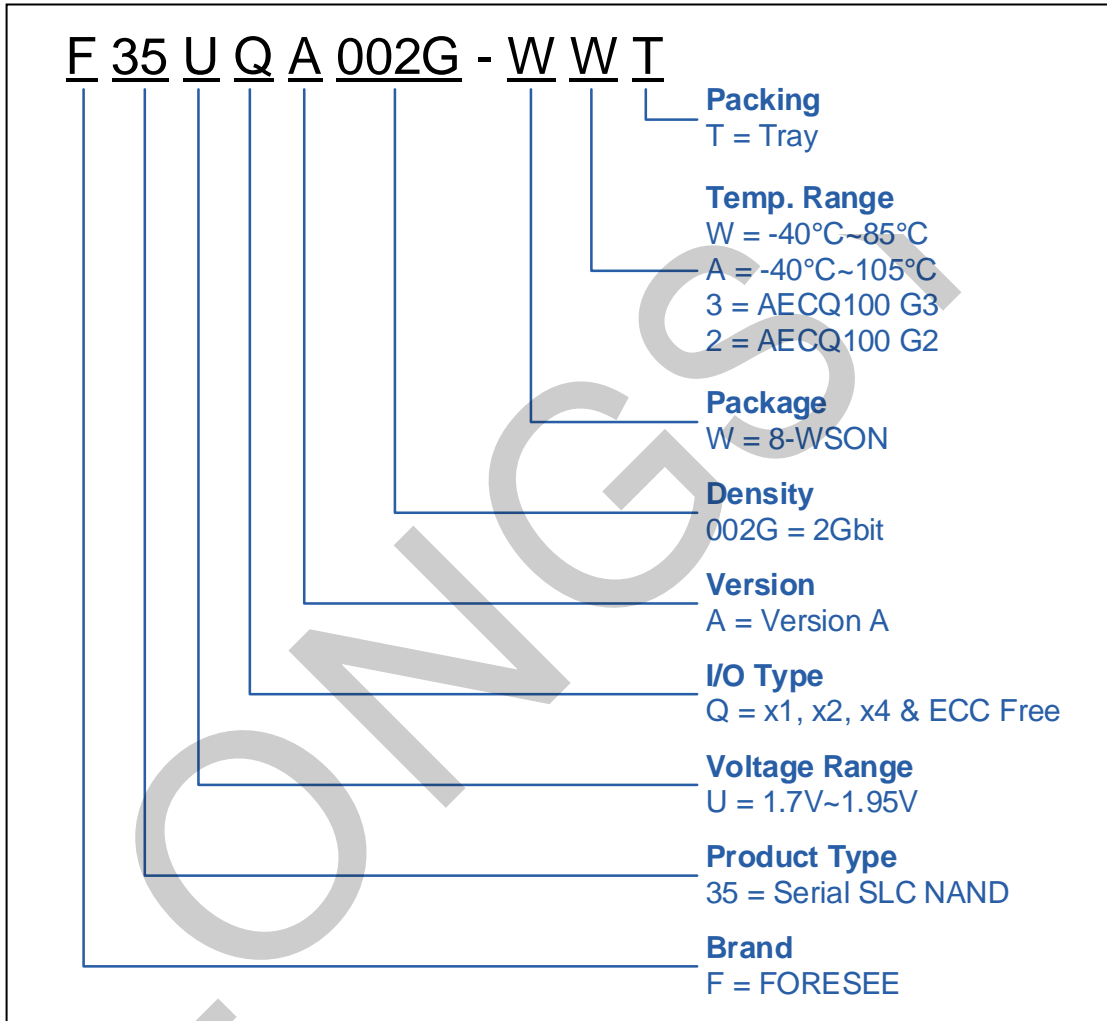 F 35 U Q A 002G - W W T
Packing
T = Tray
Temp. Range
W = -40°C~85°C
A = -40°C~105°C
3 = AECQ100 G3
2 = AECQ100 G2
Package
W = 8-WSON
Density
002G = 2Gbit
Version
A = Version A
I/O Type
Q = x1, x2, x4 & ECC Free
Voltage Range
U = 1.7V~1.95V
Product Type
35 = Serial SLC NAND
Brand
F = FORESEE
ONGS